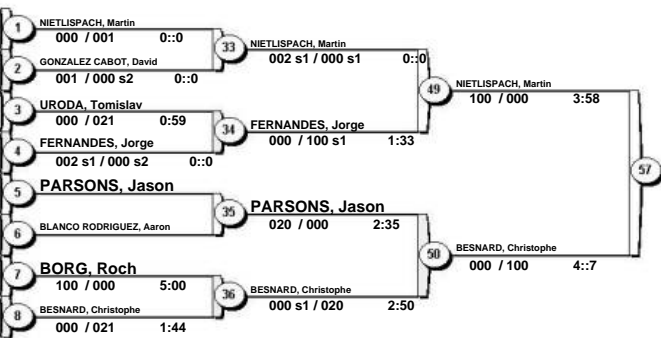 1
NIETLISPACH, Martin
000 / 001 0::0
2
GONZALEZ CABOT, David
001 / 000 s2 0::0
3
URODA, Tomislav
000 / 021 0:59
4
FERNANDES, Jorge
002 s1 / 000 s2 0::0
5
PARSONS, Jason
6
BLANCO RODRIGUEZ, Aaron
7
BORG, Roch
100 / 000 5:00
8
BESNARD, Christophe
000 / 021 1:44
33
NIETLISPACH, Martin
002 s1 / 000 s1 0::0
34
FERNANDES, Jorge
000 / 100 s1 1:33
35
PARSONS, Jason
020 / 000 2:35
36
BESNARD, Christophe
000 s1 / 020 2:50
49
NIETLISPACH, Martin
100 / 000 3:58
50
BESNARD, Christophe
000 / 100 4::7
57